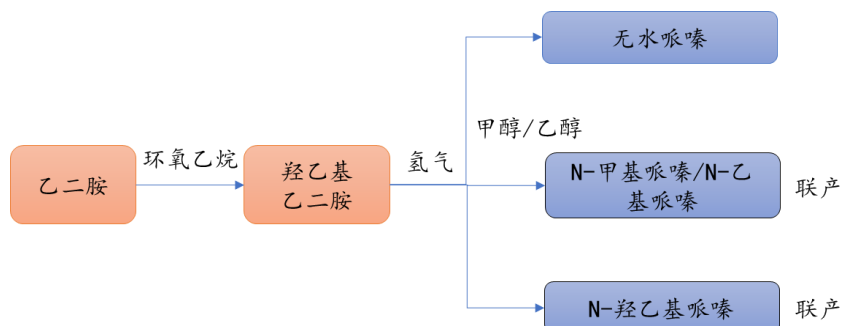 无水哌嗪
甲醇/乙醇
环氧乙烷
氢气
乙二胺
羟乙基
乙二胺
N-甲基哌嗪/N-乙
基哌嗪
联产
N-羟乙基哌嗪
联产